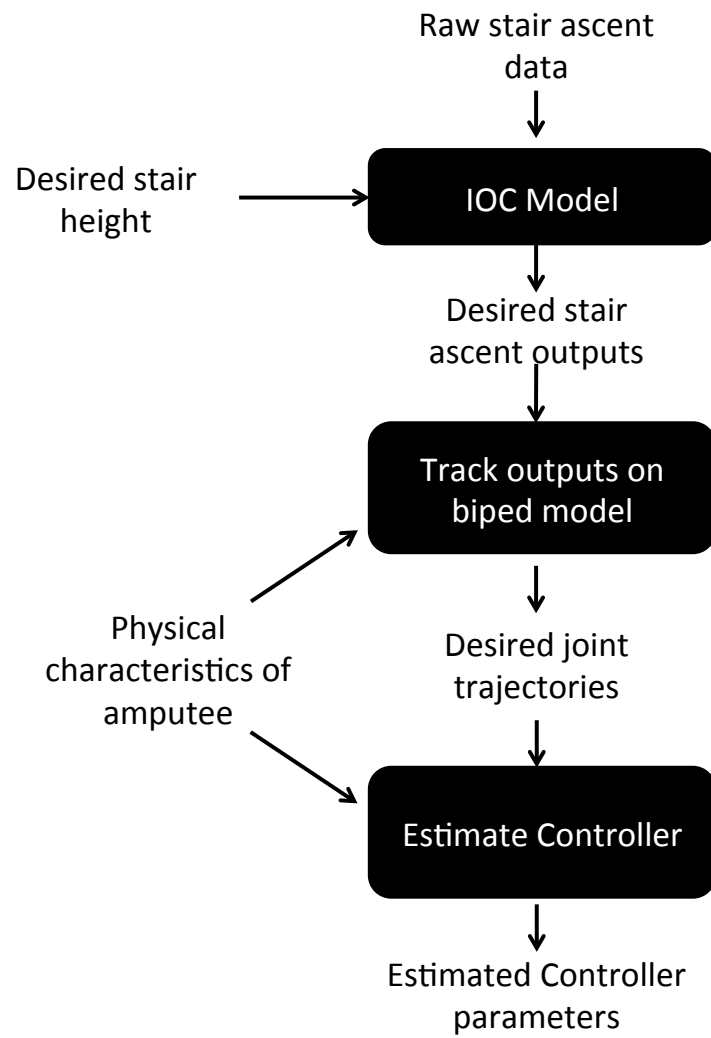 Raw stair ascent
data
Desired stair
height
IOC Model
Desired stair
ascent outputs
Track outputs on
biped model
Physical
characteristics of
amputee
Desired joint
trajectories
Estimate Controller
Estimated Controller
parameters